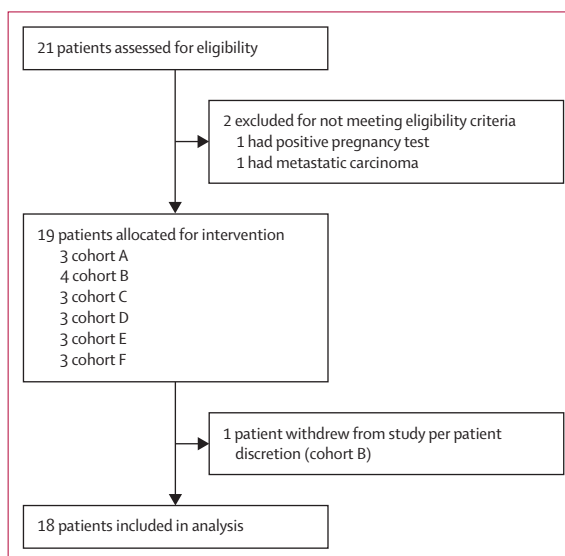 21 patients assessed for eligibility
2 excluded for not meeting eligibility criteria
1 had positive pregnancy test
1 had metastatic carcinoma
19 patients allocated for intervention
3 cohort A
4 cohort B
3 cohort C
3 cohort D
3 cohort E
3 cohort F
1 patient withdrew from study per patient
discretion (cohort B)
18 patients included in analysis